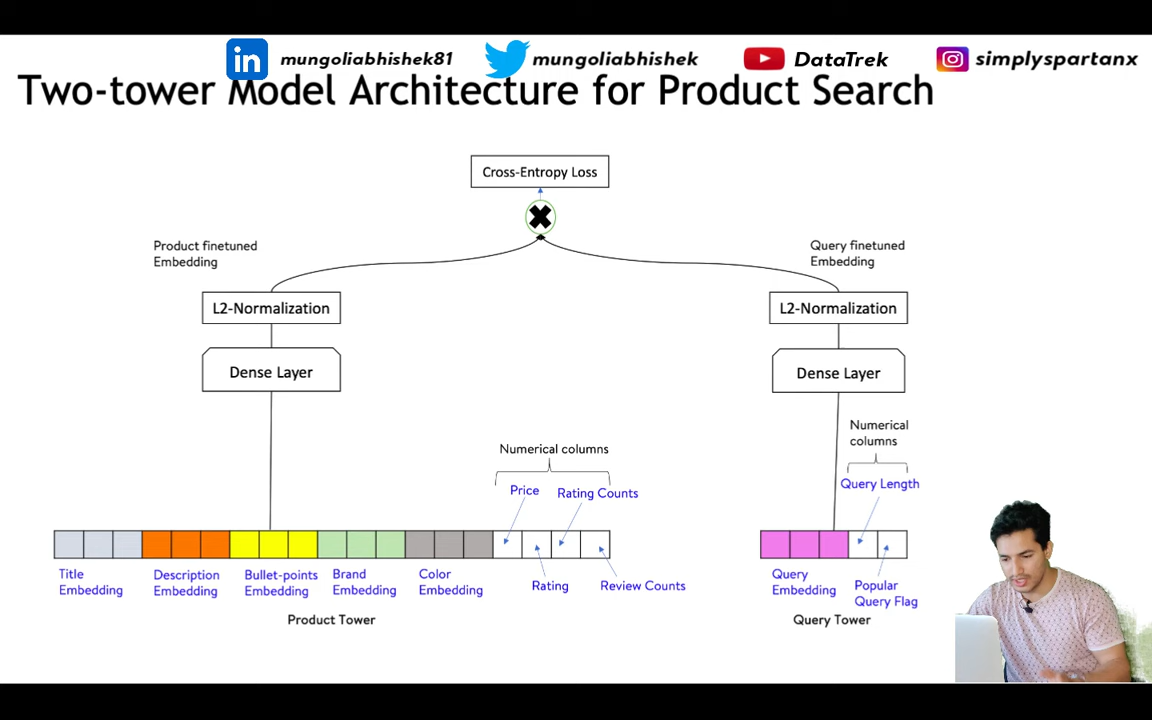 in mungoliabhishek81 mungoliabhishek DataTrek simplyspartanx
Two-tower Model Architecture for Product Search
Cross-Entropy Loss
Product finetuned
Embedding
Query finetuned
Embedding
L2-Normalization
L2-Normalization
Dense Layer
Dense Layer
Numerical columns
Numerical
columns
Price
Rating Counts
Query Length
Title
Embedding
Description
Embedding
Bullet-points
Embedding
Brand
Embedding
Color
Embedding
Rating
Review Counts
Product Tower
Query
Embedding
Popular
Query Flag
Query Tower